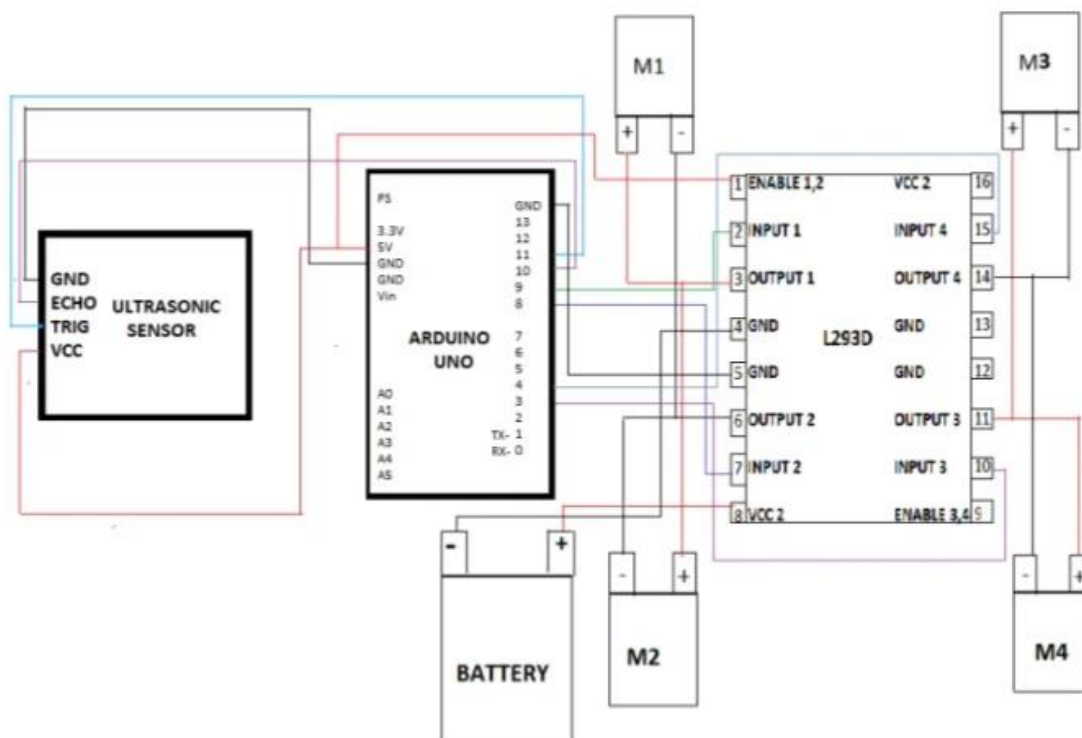 M1
+
-
M3
+
-
GND
ECHO
TRIG
VCC
ULTRASONIC
SENSOR
PS
3.3V
5V
GND
GND
Vin
A0
A1
A2
A3
A4
A5
ARDUINO
UNO
GND
13
12
11
10
9
8
7
6
5
4
3
2
TX- 1
RX- 0
1 ENABLE 1,2
2 INPUT 1
3 OUTPUT 1
4 GND
5 GND
6 OUTPUT 2
7 INPUT 2
8 VCC 2
L293D
VCC 2 16
INPUT 4 15
OUTPUT 4 14
GND 13
GND 12
OUTPUT 3 11
INPUT 3 10
ENABLE 3,4 9
-
+
BATTERY
-
+
M2
-
+
M4